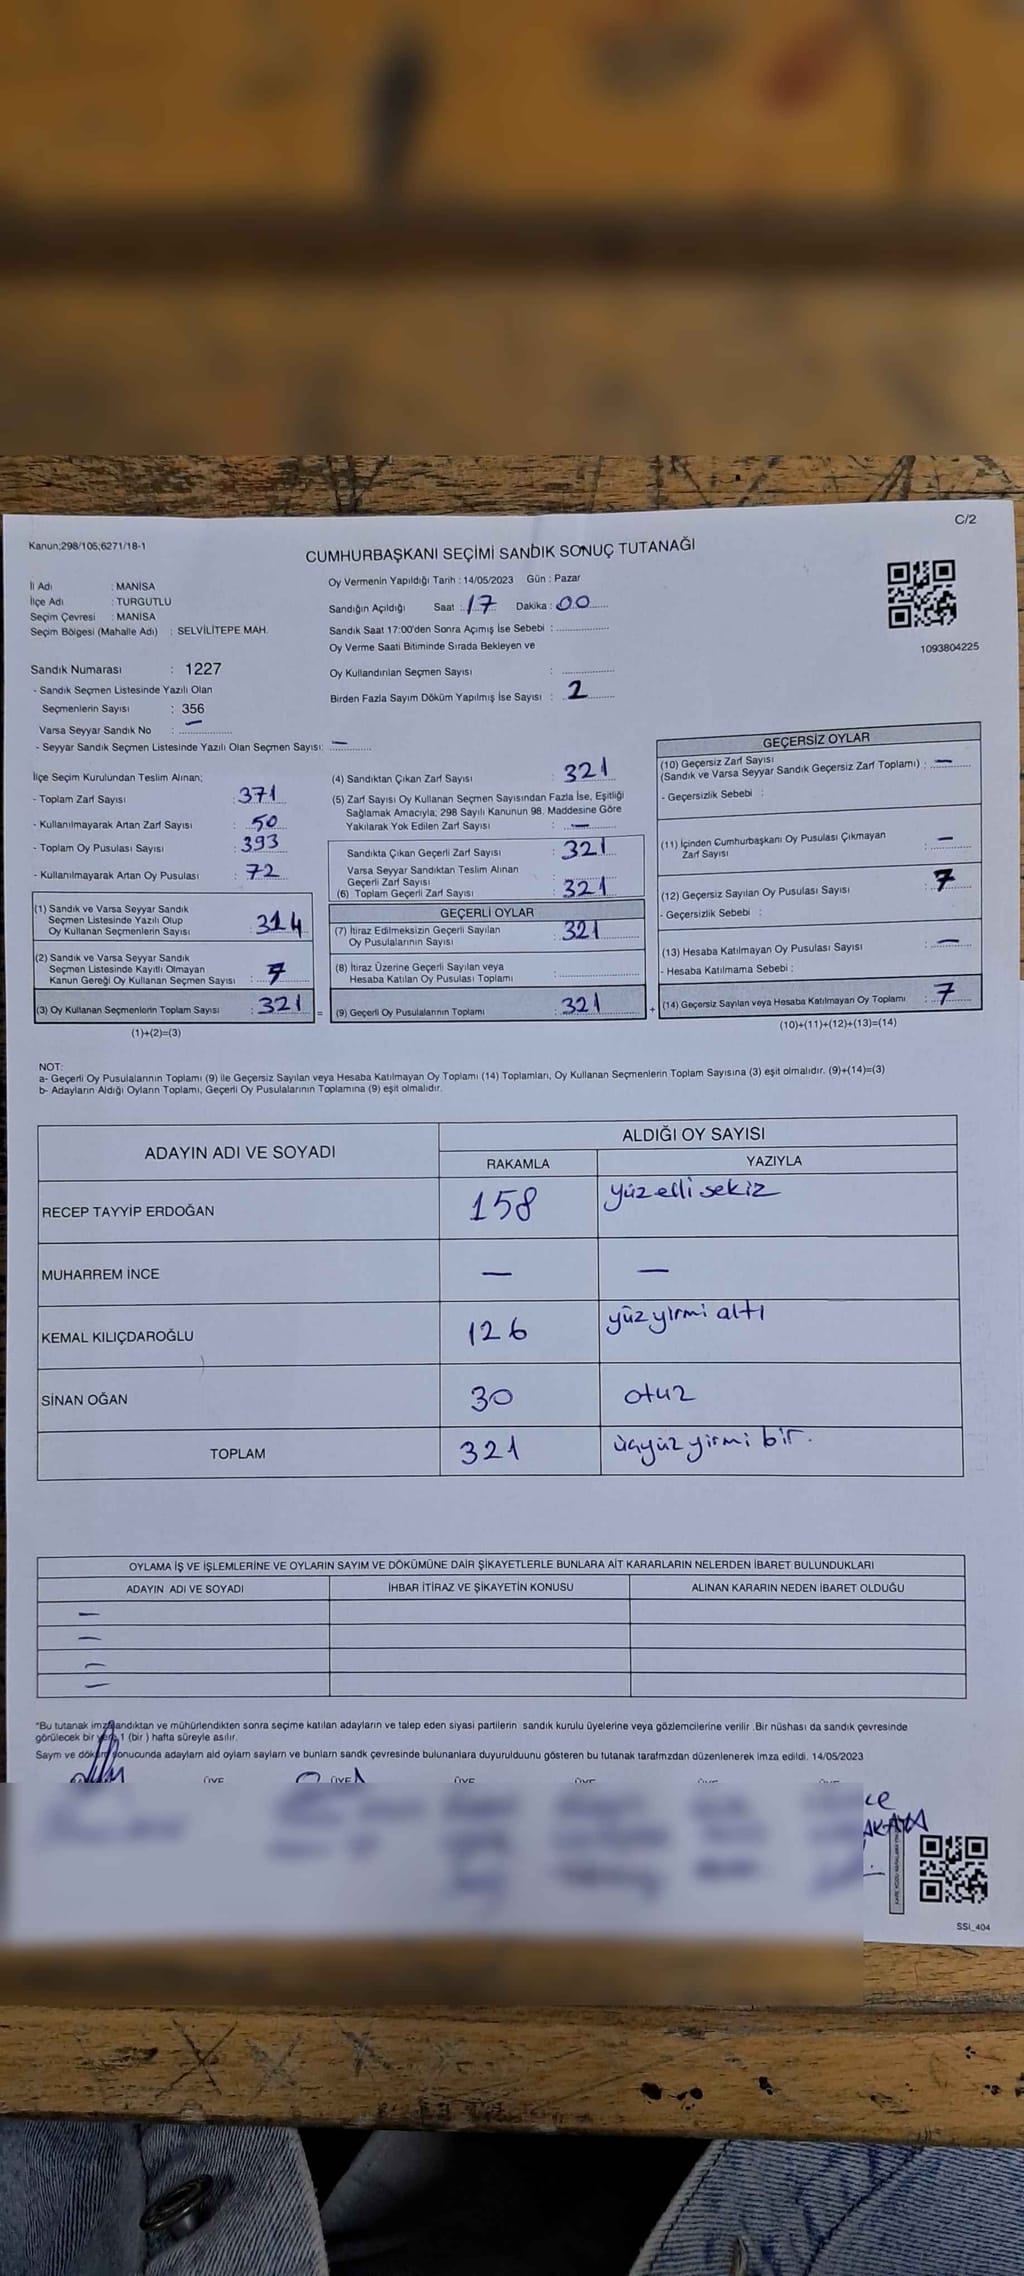 C/2
Kanun;298/105;6271/18-1
CUMHURBAŞKANI SEÇİMİ SANDIK SONUÇ TUTANAĞI
İl Adı : MANİSA
İlçe Adı : TURGUTLU
Seçim Çevresi : MANİSA
Seçim Bölgesi (Mahalle Adı) : SELVİLİTEPE MAH.
Oy Vermenin Yapıldığı Tarih : 14/05/2023 Gün : Pazar
Sandığın Açıldığı Saat : 17 Dakika : 00
Sandık Saat 17:00'den Sonra Açımış İse Sebebi :
Oy Verme Saati Bitiminde Sırada Bekleyen ve
Oy Kullandırılan Seçmen Sayısı :
Birden Fazla Sayım Döküm Yapılmış İse Sayısı : 2
1093804225
Sandık Numarası : 1227
- Sandık Seçmen Listesinde Yazılı Olan
Seçmenlerin Sayısı : 356
Varsa Seyyar Sandık No : —
- Seyyar Sandık Seçmen Listesinde Yazılı Olan Seçmen Sayısı: —
İlçe Seçim Kurulundan Teslim Alınan;
- Toplam Zarf Sayısı : 371
- Kullanılmayarak Artan Zarf Sayısı : 50
- Toplam Oy Pusulası Sayısı : 393
- Kullanılmayarak Artan Oy Pusulası : 72
(1) Sandık ve Varsa Seyyar Sandık
Seçmen Listesinde Yazılı Olup
Oy Kullanan Seçmenlerin Sayısı : 314
(2) Sandık ve Varsa Seyyar Sandık
Seçmen Listesinde Kayıtlı Olmayan
Kanun Gereği Oy Kullanan Seçmen Sayısı : 7
(3) Oy Kullanan Seçmenlerin Toplam Sayısı : 321 =
(1)+(2)=(3)
(4) Sandıktan Çıkan Zarf Sayısı : 321
(5) Zarf Sayısı Oy Kullanan Seçmen Sayısından Fazla İse, Eşitliği
Sağlamak Amacıyla, 298 Sayılı Kanunun 98. Maddesine Göre
Yakılarak Yok Edilen Zarf Sayısı : —
Sandıkta Çıkan Geçerli Zarf Sayısı : 321
Varsa Seyyar Sandıktan Teslim Alınan
Geçerli Zarf Sayısı
(6) Toplam Geçerli Zarf Sayısı : 321
GEÇERLİ OYLAR
(7) İtiraz Edilmeksizin Geçerli Sayılan
Oy Pusulalarının Sayısı : 321
(8) İtiraz Üzerine Geçerli Sayılan veya
Hesaba Katılan Oy Pusulası Toplamı :
(9) Geçerli Oy Pusulalarının Toplamı : 321 +
GEÇERSİZ OYLAR
(10) Geçersiz Zarf Sayısı
(Sandık ve Varsa Seyyar Sandık Geçersiz Zarf Toplamı) : —
- Geçersizlik Sebebi :
(11) İçinden Cumhurbaşkanı Oy Pusulası Çıkmayan
Zarf Sayısı : —
(12) Geçersiz Sayılan Oy Pusulası Sayısı : 7
- Geçersizlik Sebebi :
(13) Hesaba Katılmayan Oy Pusulası Sayısı : —
- Hesaba Katılmama Sebebi :
(14) Geçersiz Sayılan veya Hesaba Katılmayan Oy Toplamı : 7
(10)+(11)+(12)+(13)=(14)
NOT:
a- Geçerli Oy Pusulalarının Toplamı (9) ile Geçersiz Sayılan veya Hesaba Katılmayan Oy Toplamı (14) Toplamları, Oy Kullanan Seçmenlerin Toplam Sayısına (3) eşit olmalıdır. (9)+(14)=(3)
b- Adayların Aldığı Oyların Toplamı, Geçerli Oy Pusulalarının Toplamına (9) eşit olmalıdır.
ADAYIN ADI VE SOYADI ALDIĞI OY SAYISI
RAKAMLA YAZIYLA
RECEP TAYYİP ERDOĞAN 158 yüzellisekiz
MUHARREM İNCE — —
KEMAL KILIÇDAROĞLU 126 yüzyirmi altı
SİNAN OĞAN 30 otuz
TOPLAM 321 üçyüz yirmi bir.
OYLAMA İŞ VE İŞLEMLERİNE VE OYLARIN SAYIM VE DÖKÜMÜNE DAİR ŞİKAYETLERLE BUNLARA AİT KARARLARIN NELERDEN İBARET BULUNDUKLARI
ADAYIN ADI VE SOYADI İHBAR İTİRAZ VE ŞİKAYETİN KONUSU ALINAN KARARIN NEDEN İBARET OLDUĞU
—
—
—
—
"Bu tutanak imzalandıktan ve mühürlendikten sonra seçime katılan adayların ve talep eden siyasi partilerin sandık kurulu üyelerine veya gözlemcilerine verilir .Bir nüshası da sandık çevresinde
görülecek bir yere 1 (bir ) hafta süreyle asılır.
Sayım ve döküm sonucunda adaylarn ald oylarn saylarn ve bunlarn sandk çevresinde bulunanlara duyurulduunu gösteren bu tutanak tarafmzdan düzenlenerek imza edildi. 14/05/2023
ÜYE ÜYE ÜYE ÜYE ÜYE ÜYE
SSI_404